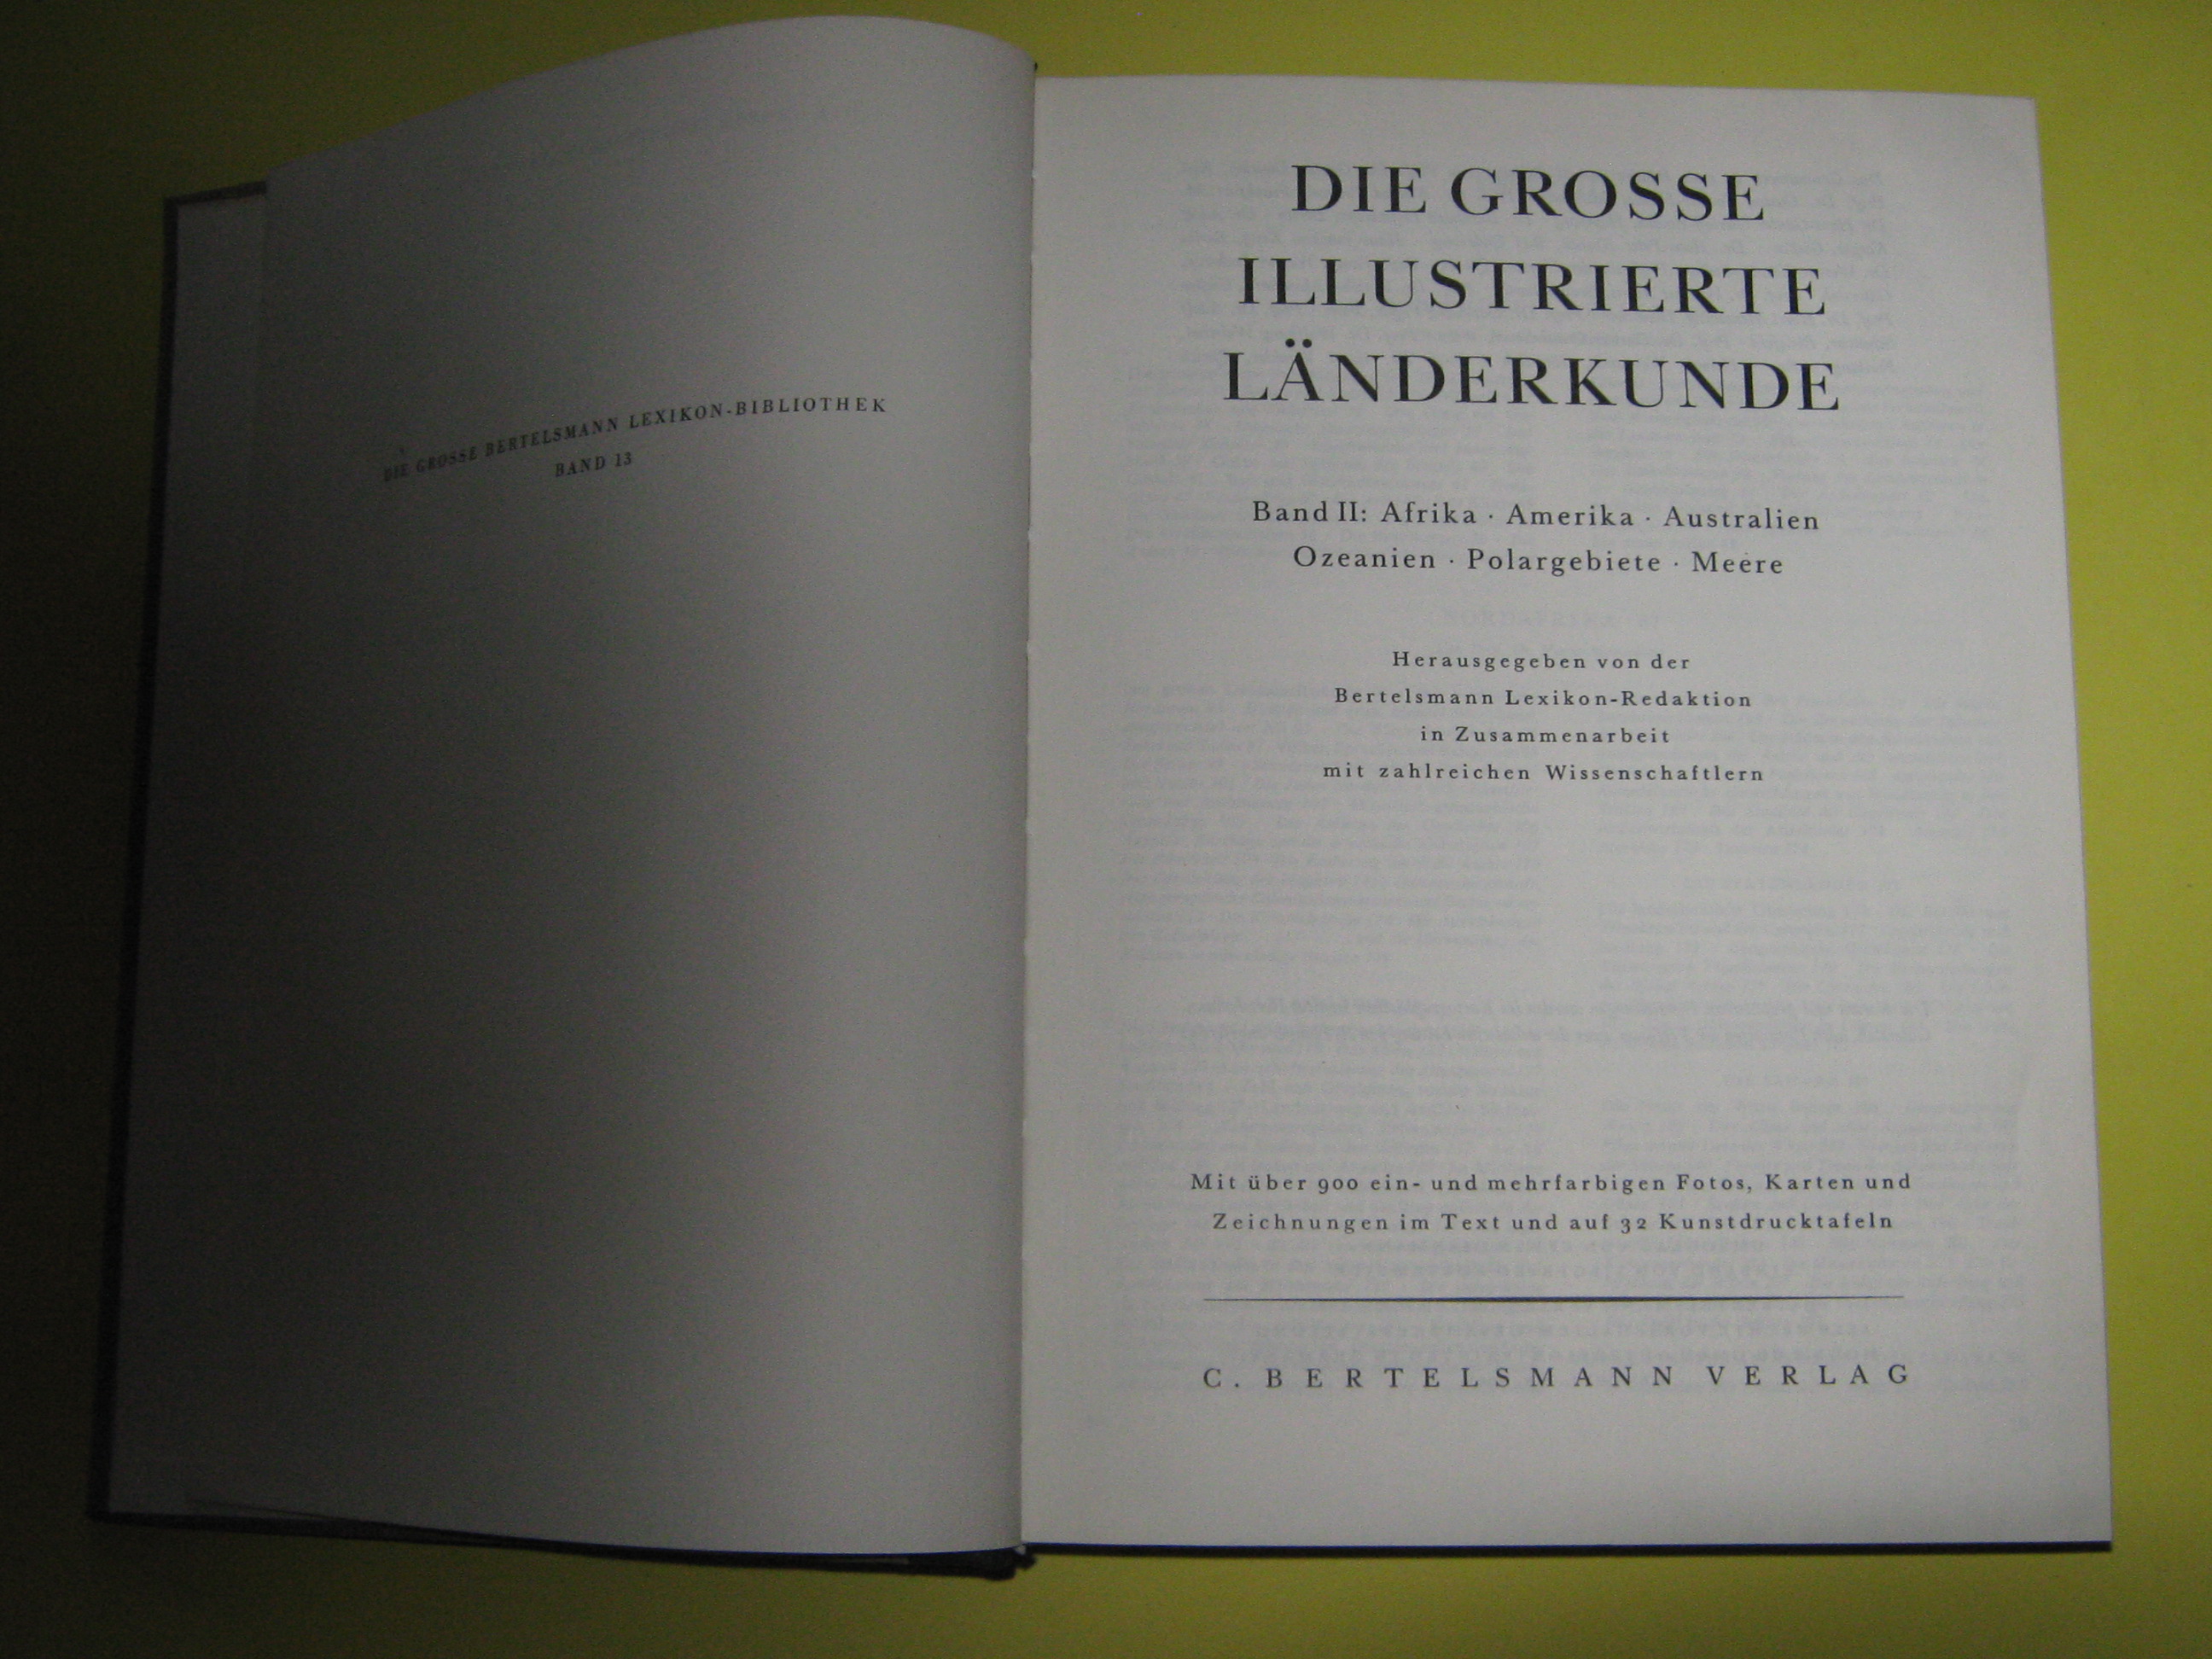 DIE GROSSE BERTELSMANN LEXIKON-BIBLIOTHEK
BAND 13
DIE GROSSE
ILLUSTRIERTE
LÄNDERKUNDE
Band II: Afrika · Amerika · Australien
Ozeanien · Polargebiete · Meere
Herausgegeben von der
Bertelsmann Lexikon-Redaktion
in Zusammenarbeit
mit zahlreichen Wissenschaftlern
Mit über 900 ein- und mehrfarbigen Fotos, Karten und
Zeichnungen im Text und auf 32 Kunstdrucktafeln
C. BERTELSMANN VERLAG